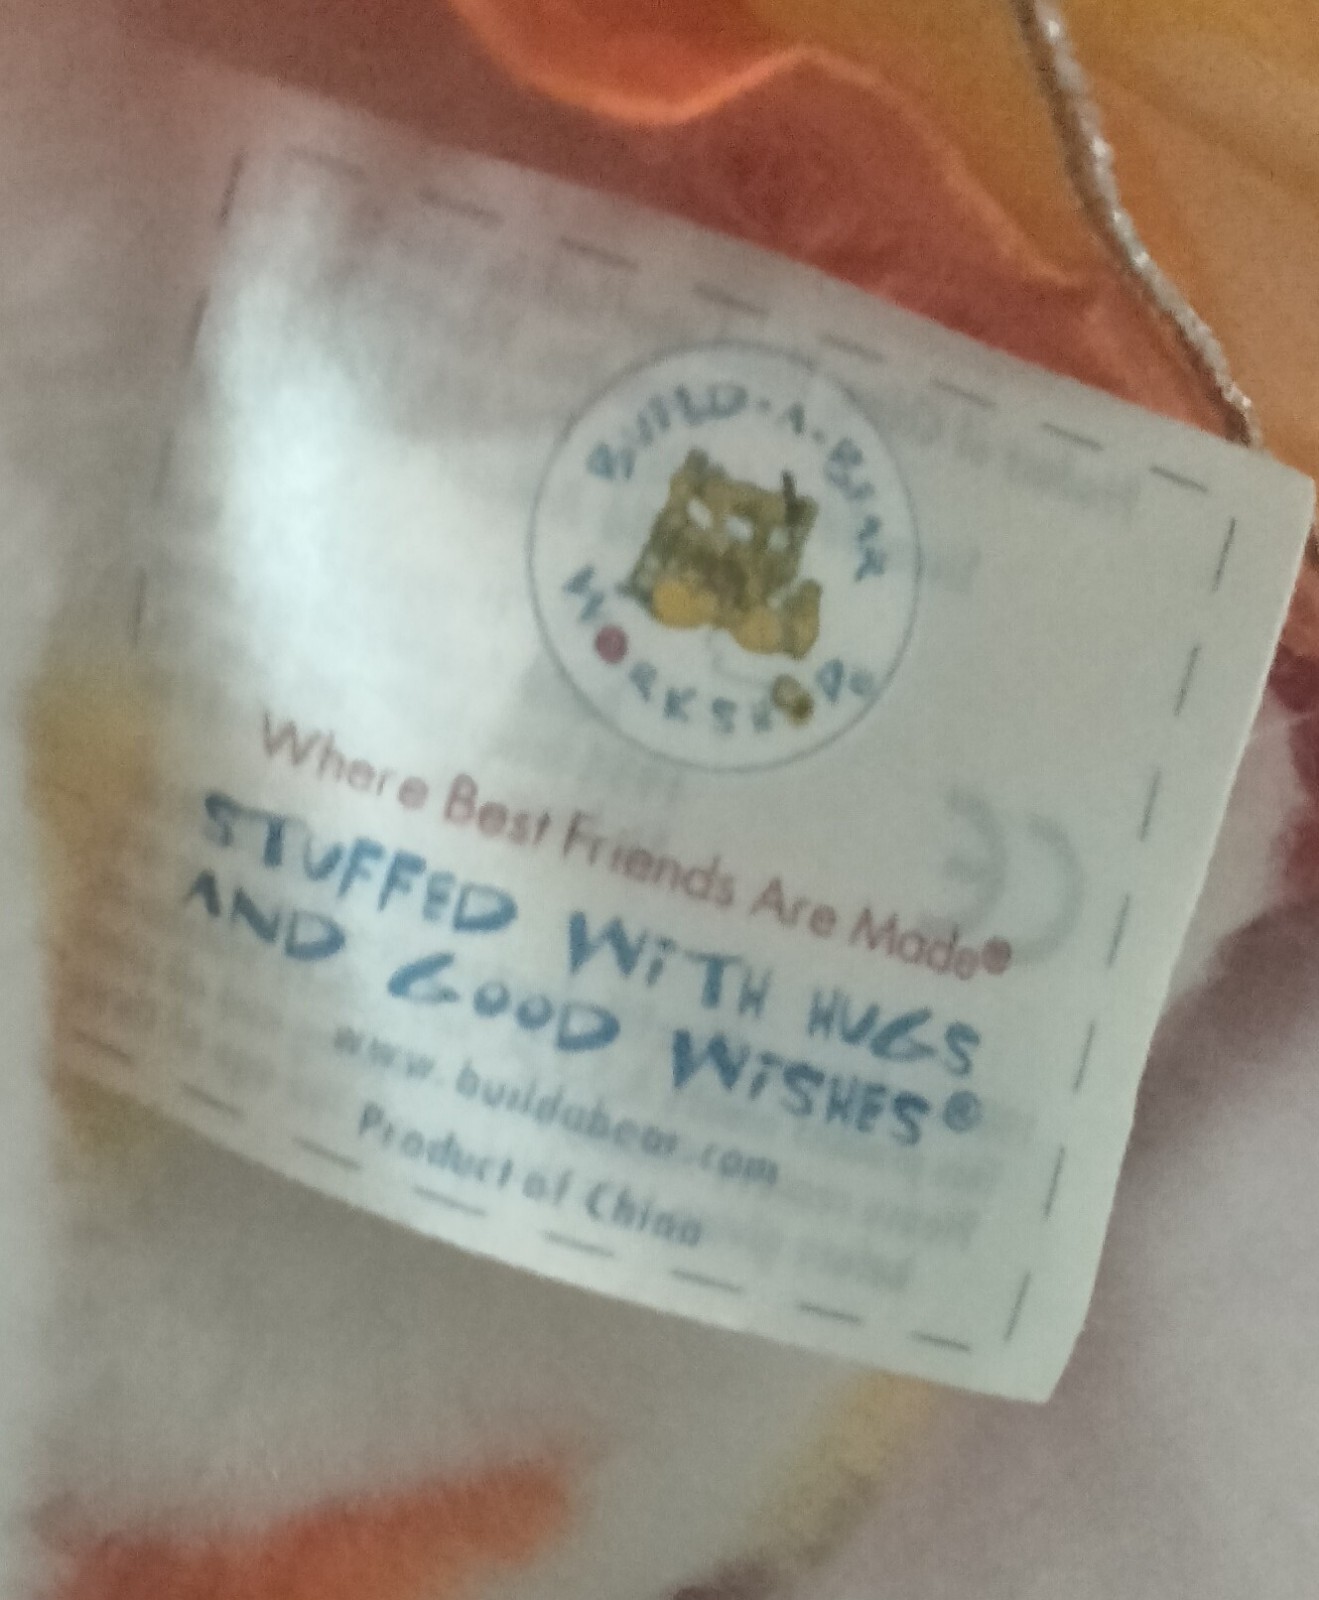 BUILD-A-BEAR
WORKSHOP®
Where Best Friends Are Made®
STUFFED WITH HUGS
AND GOOD WISHES®
www.buildabear.com
Product of China